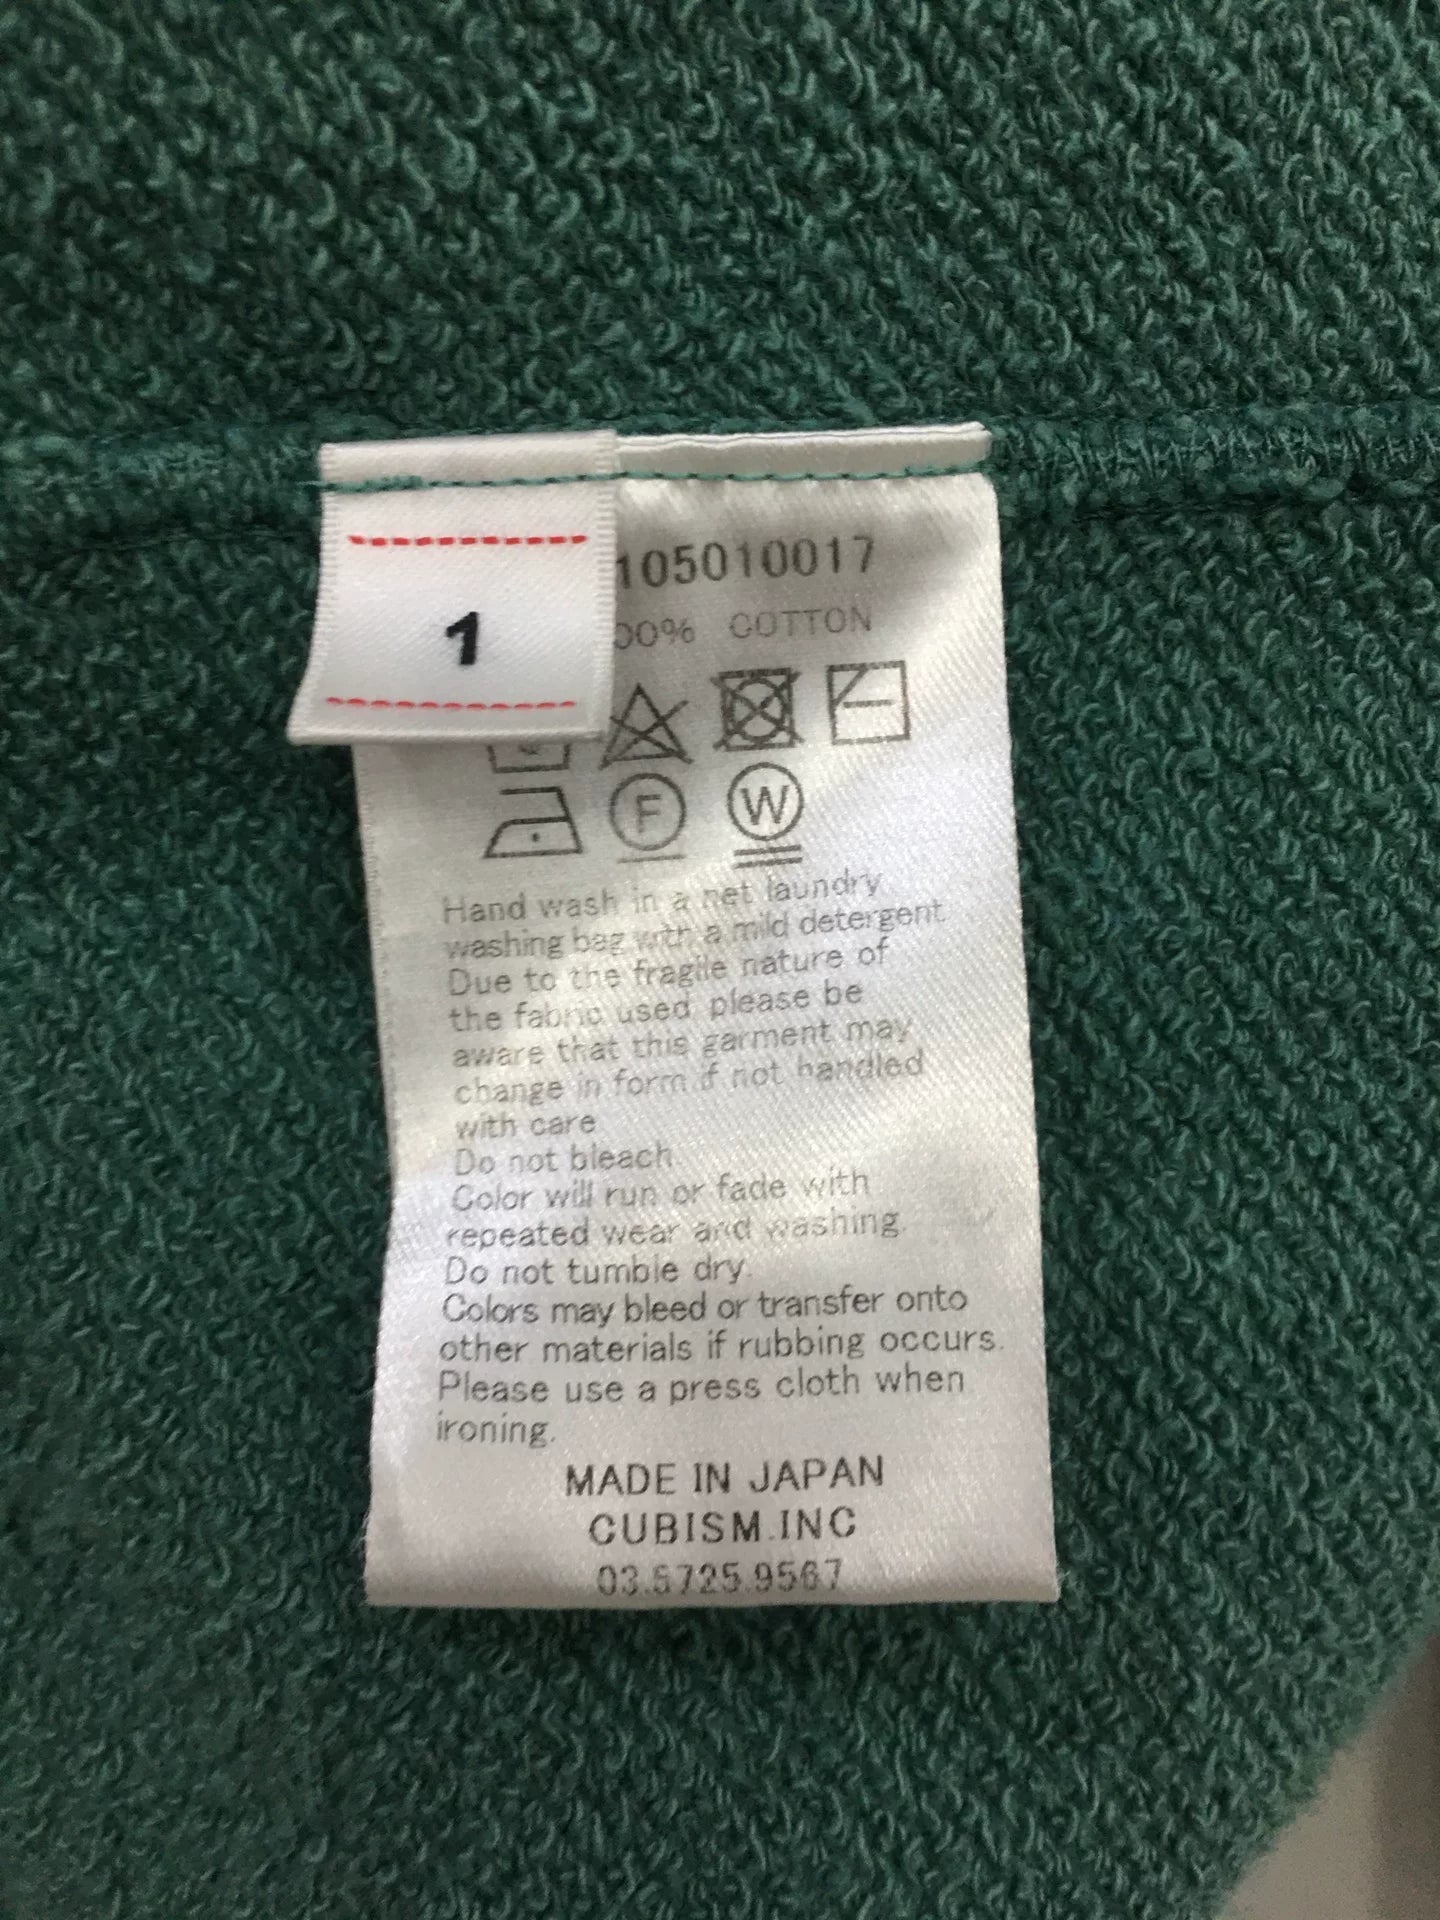 1
105010017
00% COTTON
F W
Hand wash in a net laundry
washing bag with a mild detergent
Due to the fragile nature of
the fabric used please be
aware that this garment may
change in form if not handled
with care
Do not bleach
Color will run or fade with
repeated wear and washing.
Do not tumble dry.
Colors may bleed or transfer onto
other materials if rubbing occurs.
Please use a press cloth when
ironing.
MADE IN JAPAN
CUBISM.INC
03.5725.9567